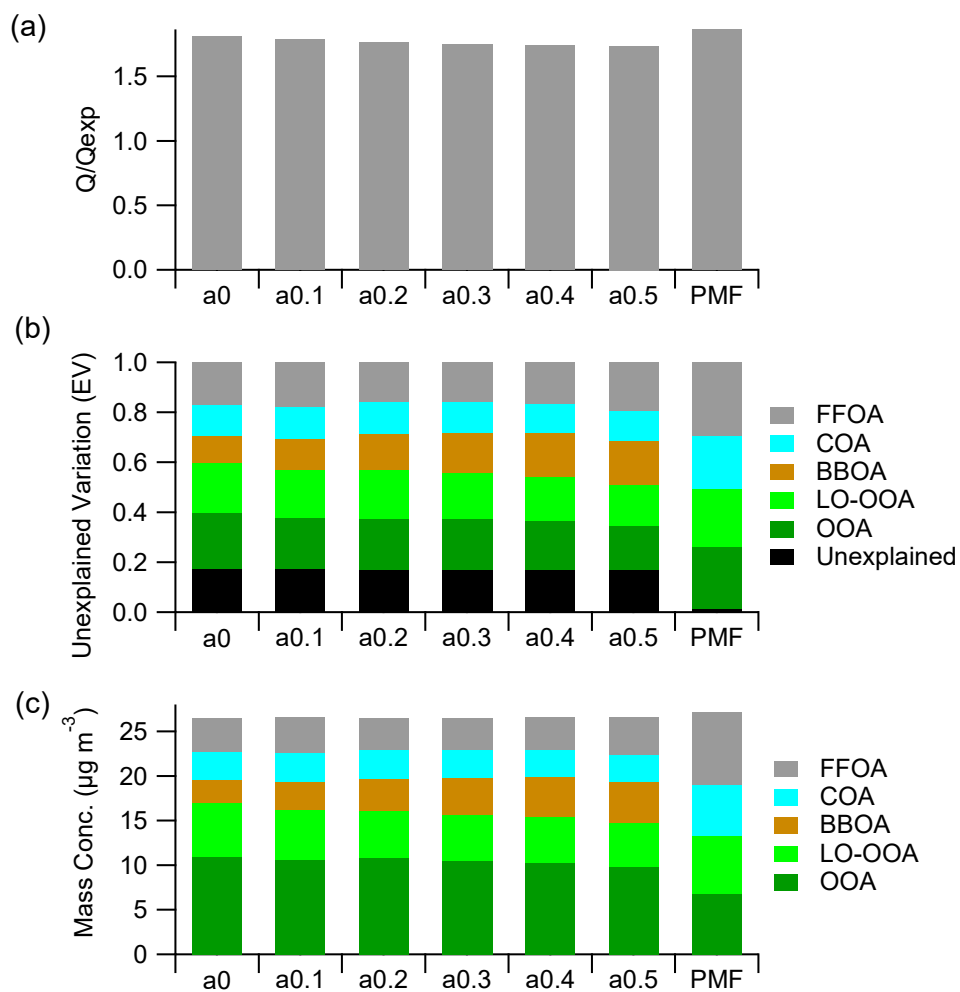 (a)
Q/Qexp
1.5
1.0
0.5
0.0
a0 a0.1 a0.2 a0.3 a0.4 a0.5 PMF
(b)
Unexplained Variation (EV)
1.0
0.8
0.6
0.4
0.2
0.0
a0 a0.1 a0.2 a0.3 a0.4 a0.5 PMF
FFOA
COA
BBOA
LO-OOA
OOA
Unexplained
(c)
Mass Conc. (µg m⁻³)
25
20
15
10
5
0
a0 a0.1 a0.2 a0.3 a0.4 a0.5 PMF
FFOA
COA
BBOA
LO-OOA
OOA